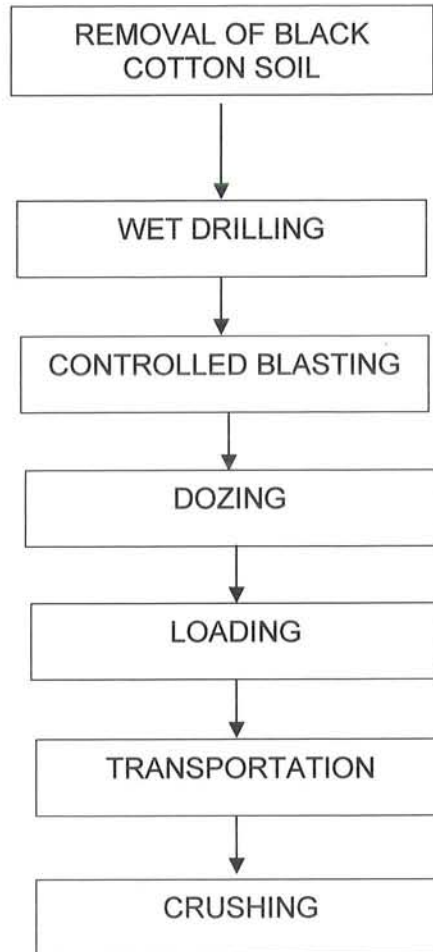 REMOVAL OF BLACK
COTTON SOIL
WET DRILLING
CONTROLLED BLASTING
DOZING
LOADING
TRANSPORTATION
CRUSHING